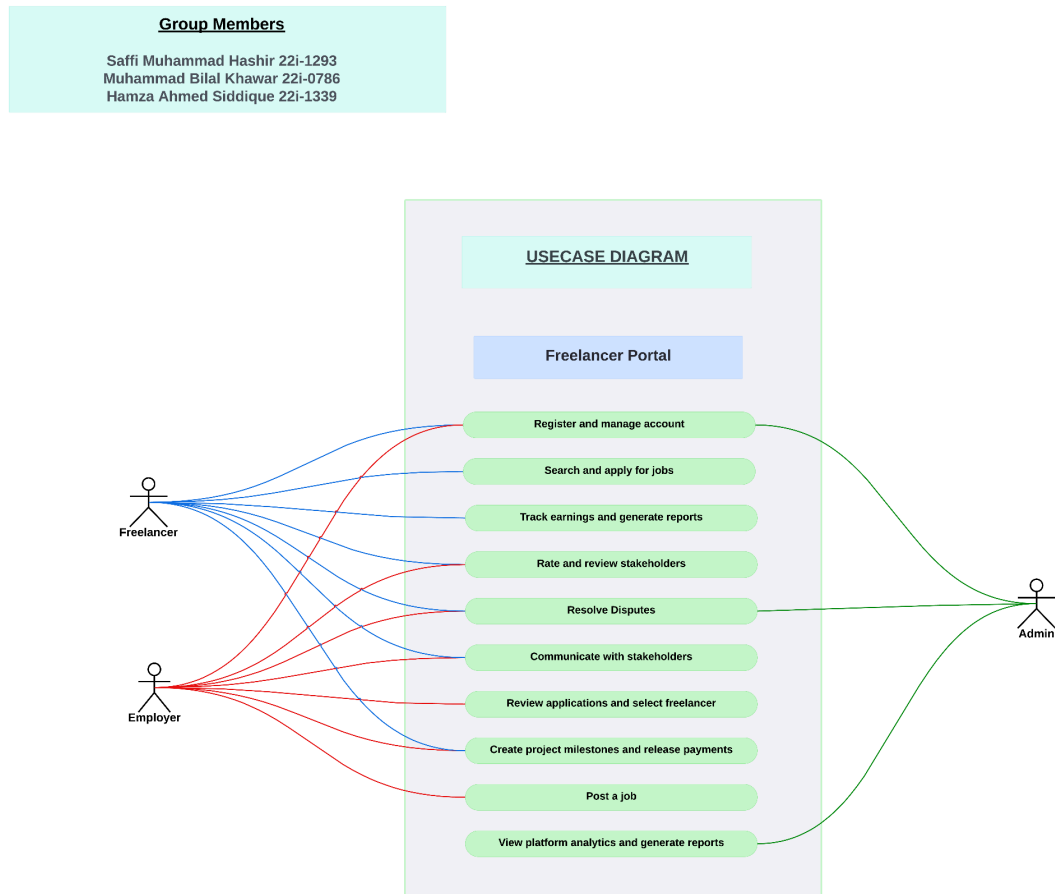 Group Members
Saffi Muhammad Hashir 22i-1293
Muhammad Bilal Khawar 22i-0786
Hamza Ahmed Siddique 22i-1339
USECASE DIAGRAM
Freelancer Portal
Register and manage account
Search and apply for jobs
Track earnings and generate reports
Freelancer
Rate and review stakeholders
Resolve Disputes
Admin
Communicate with stakeholders
Review applications and select freelancer
Employer
Create project milestones and release payments
Post a job
View platform analytics and generate reports